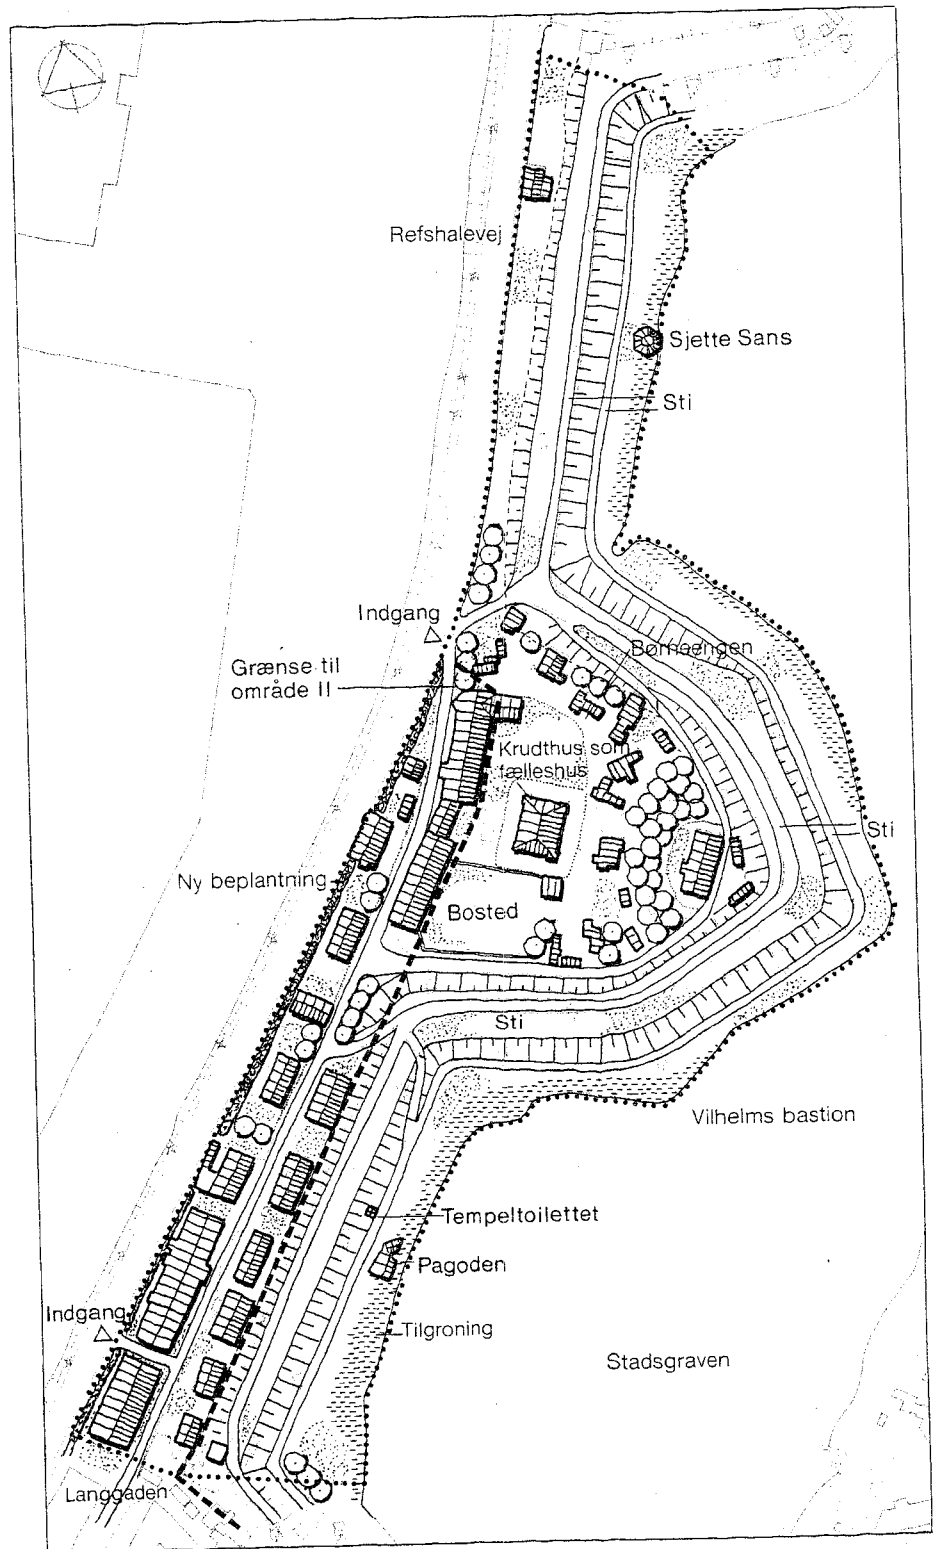 Refshalevej
Sjette Sans
Sti
Indgang
Grænse til
område II
Børneengen
Krudthus som
fælleshus
Sti
Ny beplantning
Bosted
Sti
Vilhelms bastion
Tempeltoilettet
Pagoden
Indgang
Tilgroning
Stadsgraven
Langgaden